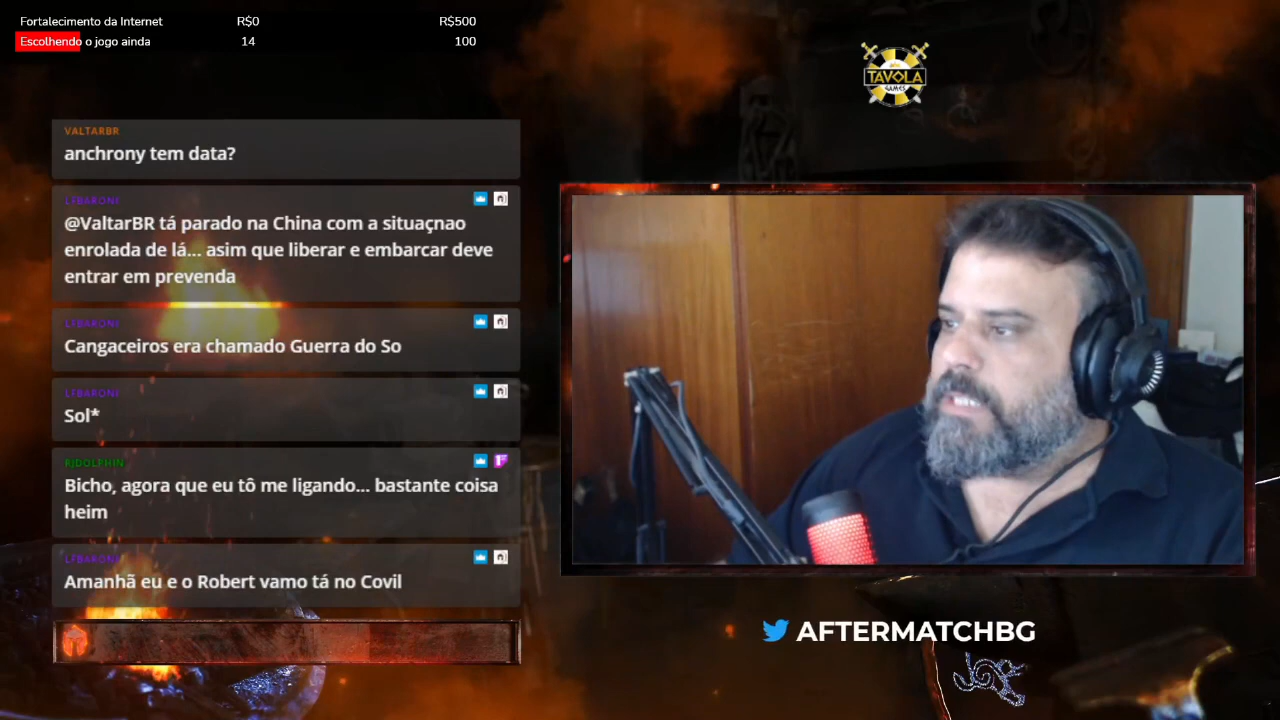 Fortalecimento da Internet R$0 R$500
Escolhendo o jogo ainda 14 100
TAVOLA
GAMES
VALTARBR
anchrony tem data?
LFBARONI
@ValtarBR tá parado na China com a situaçnao
enrolada de lá... asim que liberar e embarcar deve
entrar em prevenda
LFBARONI
Cangaceiros era chamado Guerra do So
LFBARONI
Sol*
RJDOLPHIN
Bicho, agora que eu tô me ligando... bastante coisa
heim
LFBARONI
Amanhã eu e o Robert vamo tá no Covil
AFTERMATCHBG